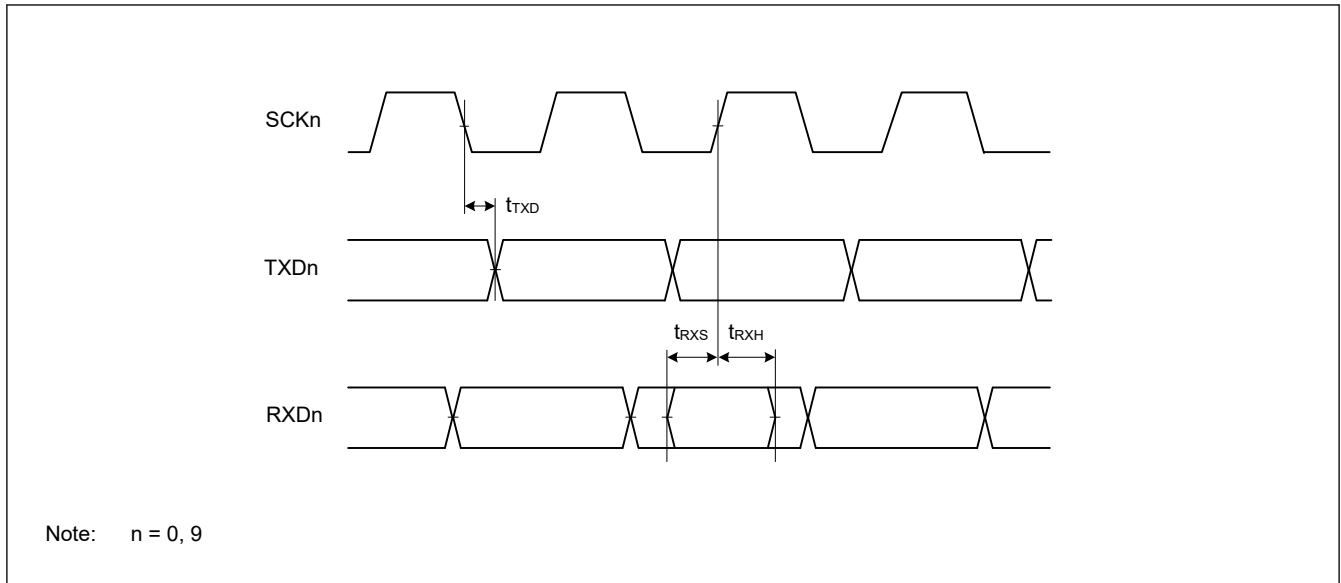 SCKn
tTXD
TXDn
tRXS tRXH
RXDn
Note: n = 0, 9